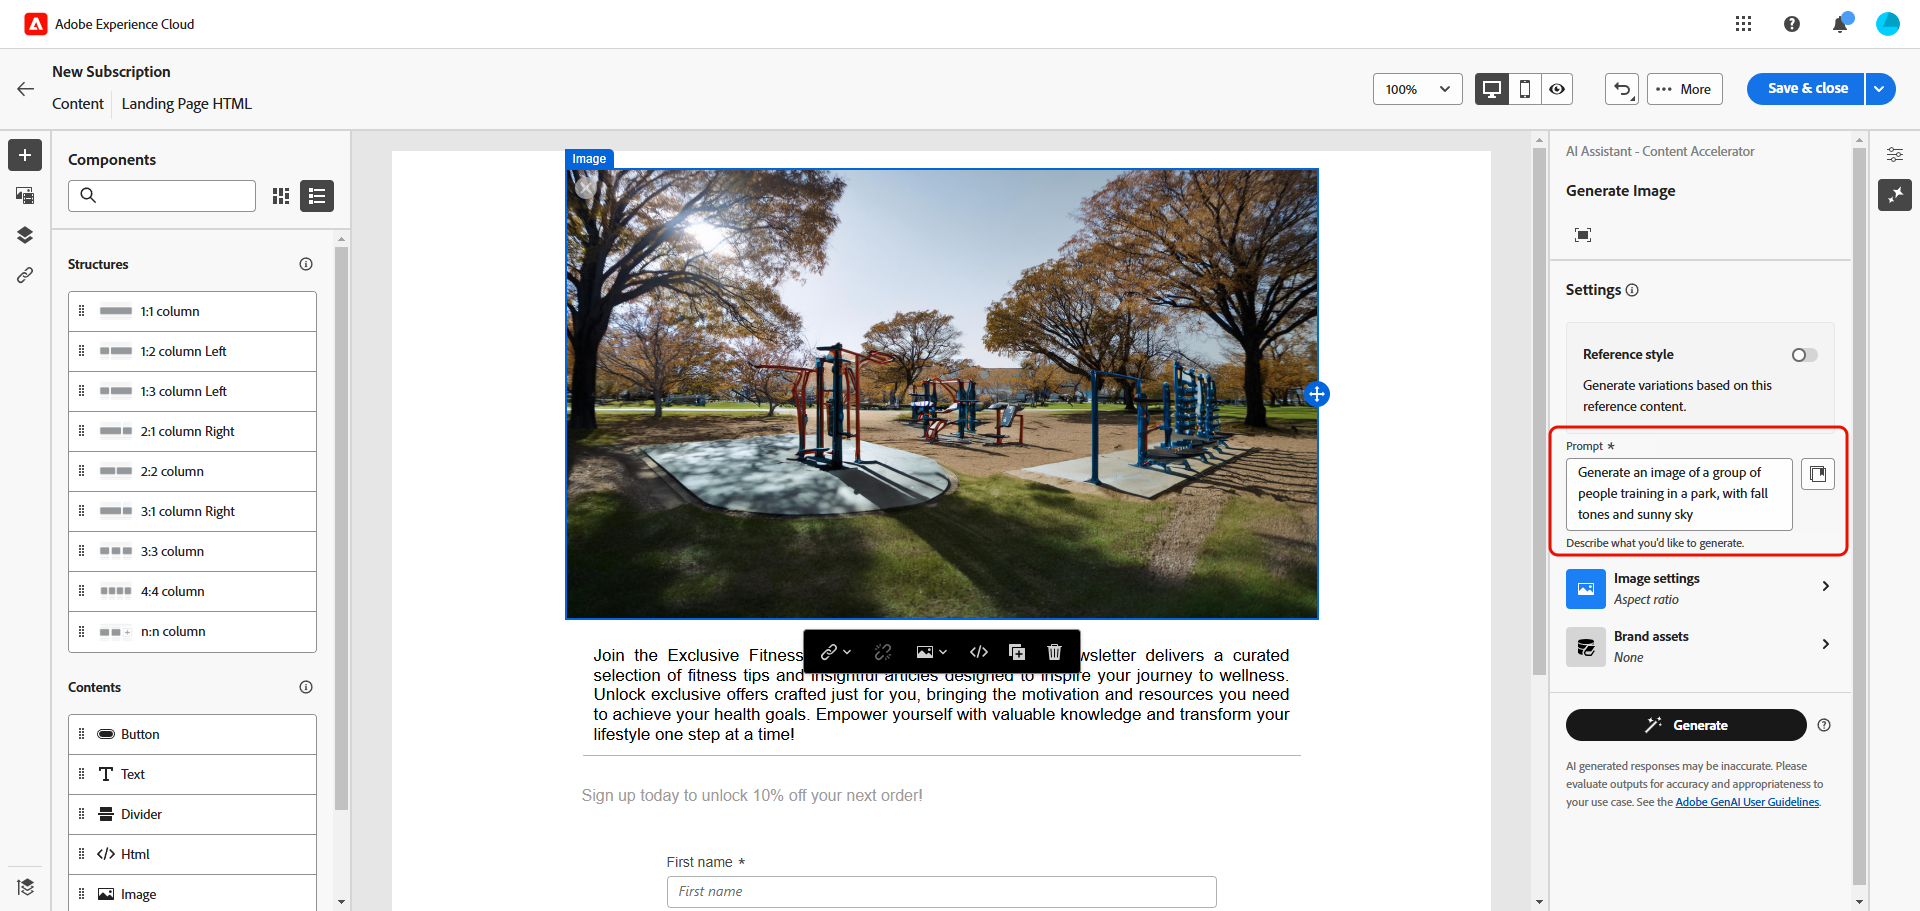 Adobe Experience Cloud
New Subscription
Content
Landing Page HTML
100%
More
Save & close
Components
Structures
1:1 column
1:2 column Left
1:3 column Left
2:1 column Right
2:2 column
3:1 column Right
3:3 column
4:4 column
n:n column
Contents
Button
Text
Divider
Html
Image
Image
Join the Exclusive Fitness wsletter delivers a curated
selection of fitness tips and insightful articles designed to inspire your journey to wellness.
Unlock exclusive offers crafted just for you, bringing the motivation and resources you need
to achieve your health goals. Empower yourself with valuable knowledge and transform your
lifestyle one step at a time!
Sign up today to unlock 10% off your next order!
First name *
First name
AI Assistant - Content Accelerator
Generate Image
Settings
Reference style
Generate variations based on this
reference content.
Prompt *
Generate an image of a group of
people training in a park, with fall
tones and sunny sky
Describe what you'd like to generate.
Image settings
Aspect ratio
Brand assets
None
Generate
AI generated responses may be inaccurate. Please
evaluate outputs for accuracy and appropriateness to
your use case. See the Adobe GenAI User Guidelines.